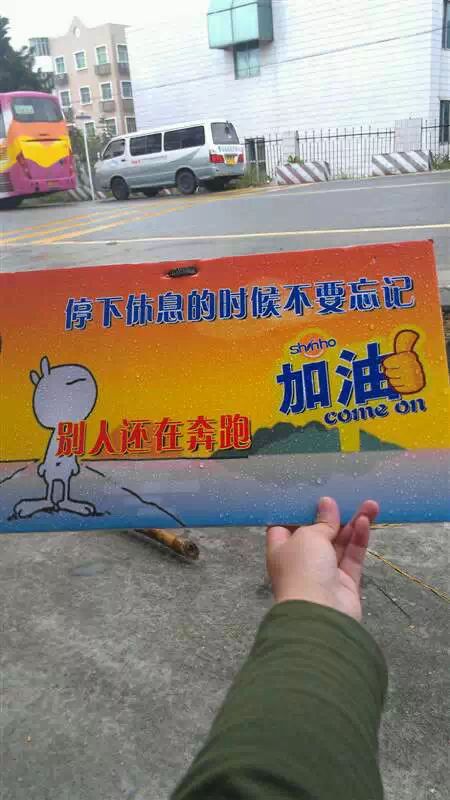 停下休息的时候不要忘记
shinho
加油
come on
别人还在奔跑